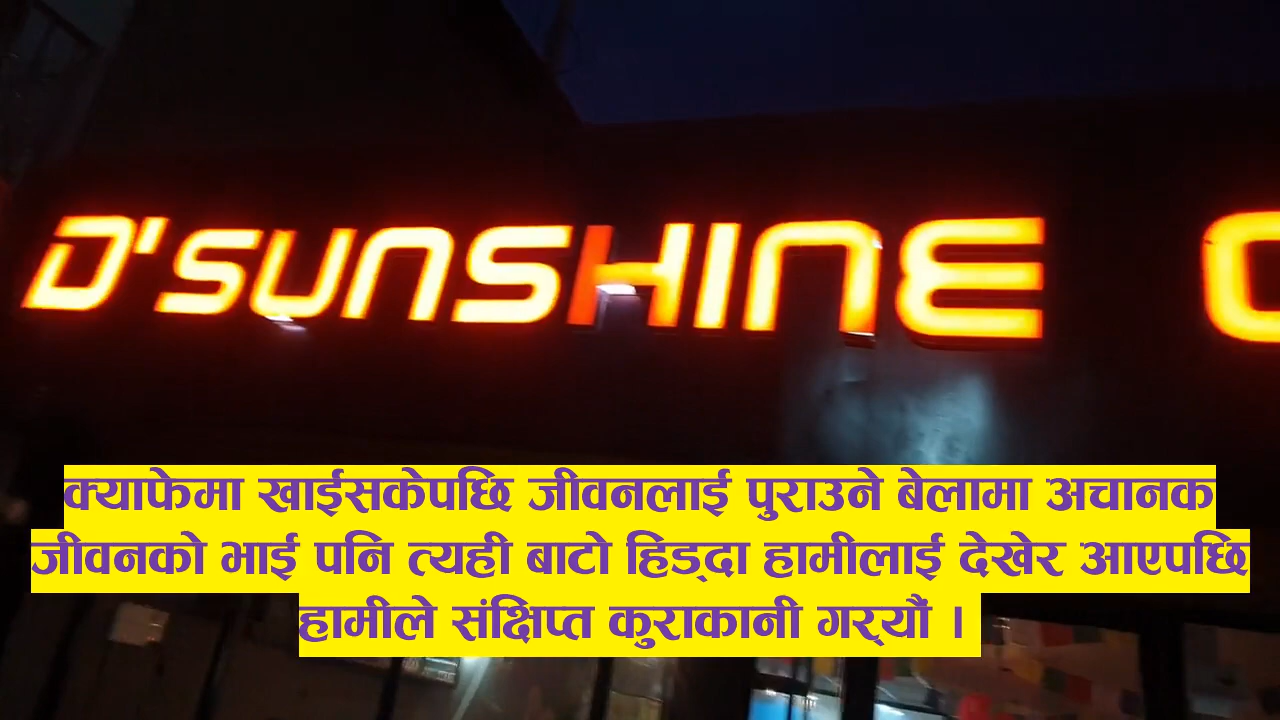 D'SUNSHINE
क्याफेमा खाईसकेपछि जीवनलाई पुराउने बेलामा अचानक
जीवनको भाई पनि त्यही बाटो हिड्दा हामीलाई देखेर आएपछि
हामीले संक्षिप्त कुराकानी गर्‍यौं ।